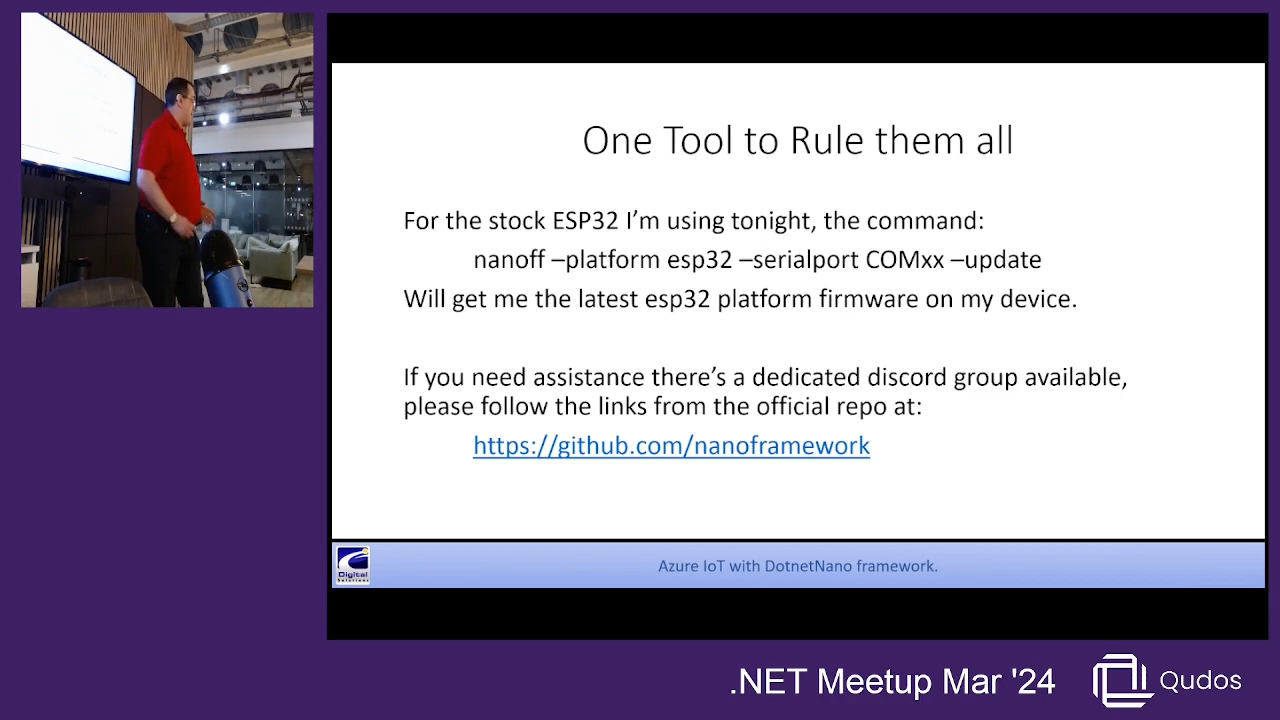 One Tool to Rule them all
For the stock ESP32 I’m using tonight, the command:
nanoff –platform esp32 –serialport COMxx –update
Will get me the latest esp32 platform firmware on my device.
If you need assistance there’s a dedicated discord group available,
please follow the links from the official repo at:
https://github.com/nanoframework
Digital
Solutions
Azure IoT with DotnetNano framework.
.NET Meetup Mar '24
Qudos